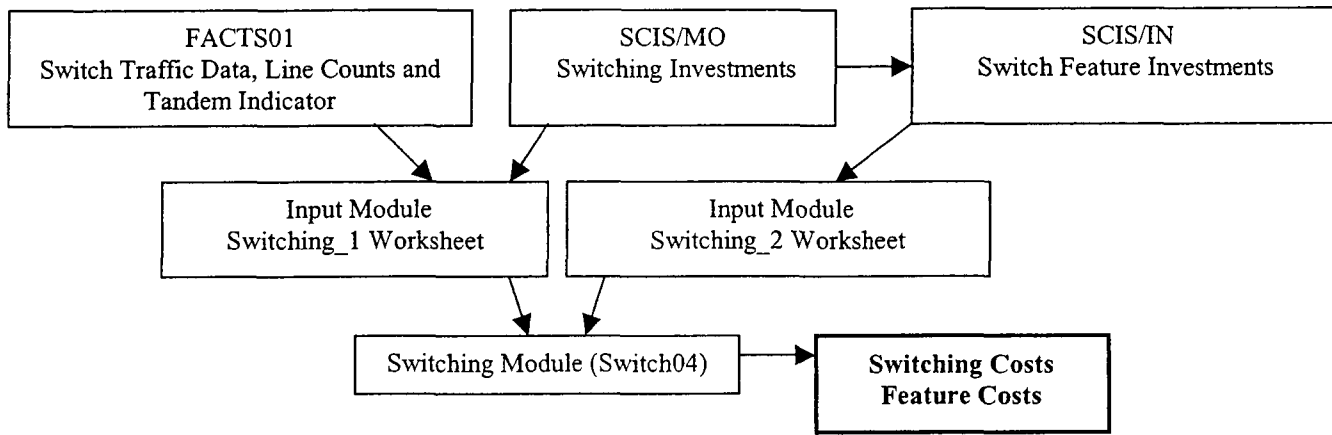 FACTS01
Switch Traffic Data, Line Counts and
Tandem Indicator
SCIS/MO
Switching Investments
SCIS/IN
Switch Feature Investments
Input Module
Switching_1 Worksheet
Input Module
Switching_2 Worksheet
Switching Module (Switch04)
Switching Costs
Feature Costs